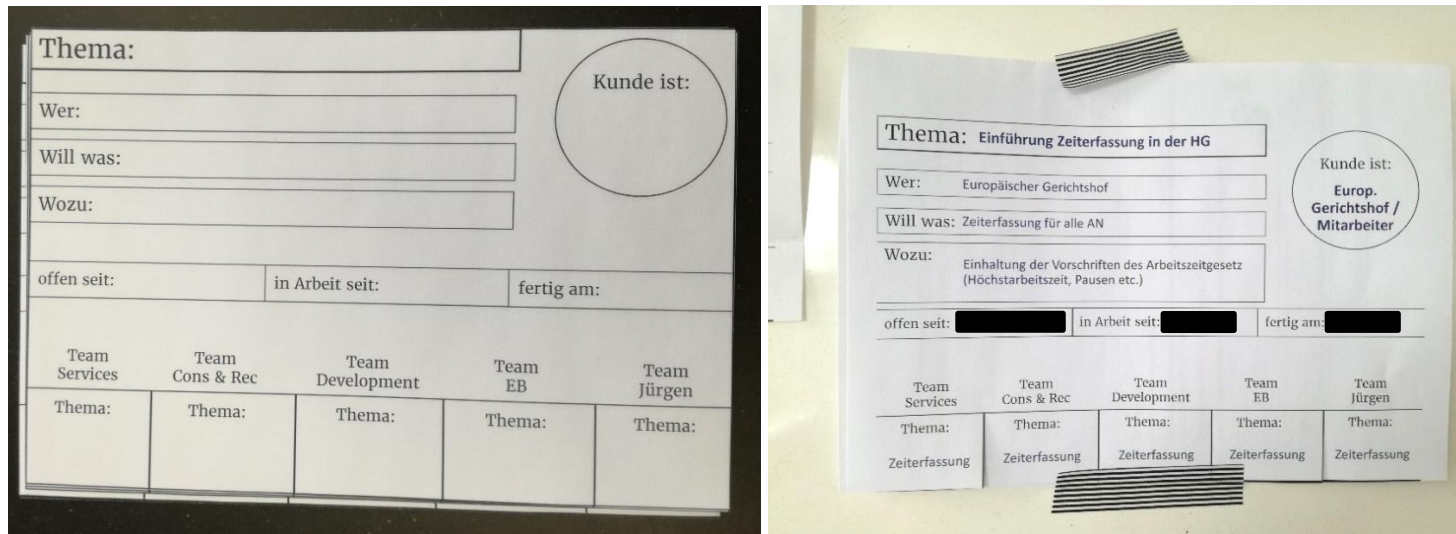 Thema:
Kunde ist:
Wer:
Will was:
Wozu:
offen seit:
in Arbeit seit:
fertig am:
Team
Services
Team
Cons & Rec
Team
Development
Team
EB
Team
Jürgen
Thema:
Thema:
Thema:
Thema:
Thema:
Thema: Einführung Zeiterfassung in der HG
Kunde ist:
Europ.
Gerichtshof /
Mitarbeiter
Wer: Europäischer Gerichtshof
Will was: Zeiterfassung für alle AN
Wozu:
Einhaltung der Vorschriften des Arbeitszeitgesetz
(Höchstarbeitszeit, Pausen etc.)
offen seit:
in Arbeit seit:
fertig am:
Team
Services
Team
Cons & Rec
Team
Development
Team
EB
Team
Jürgen
Thema:
Zeiterfassung
Thema:
Zeiterfassung
Thema:
Zeiterfassung
Thema:
Zeiterfassung
Thema:
Zeiterfassung